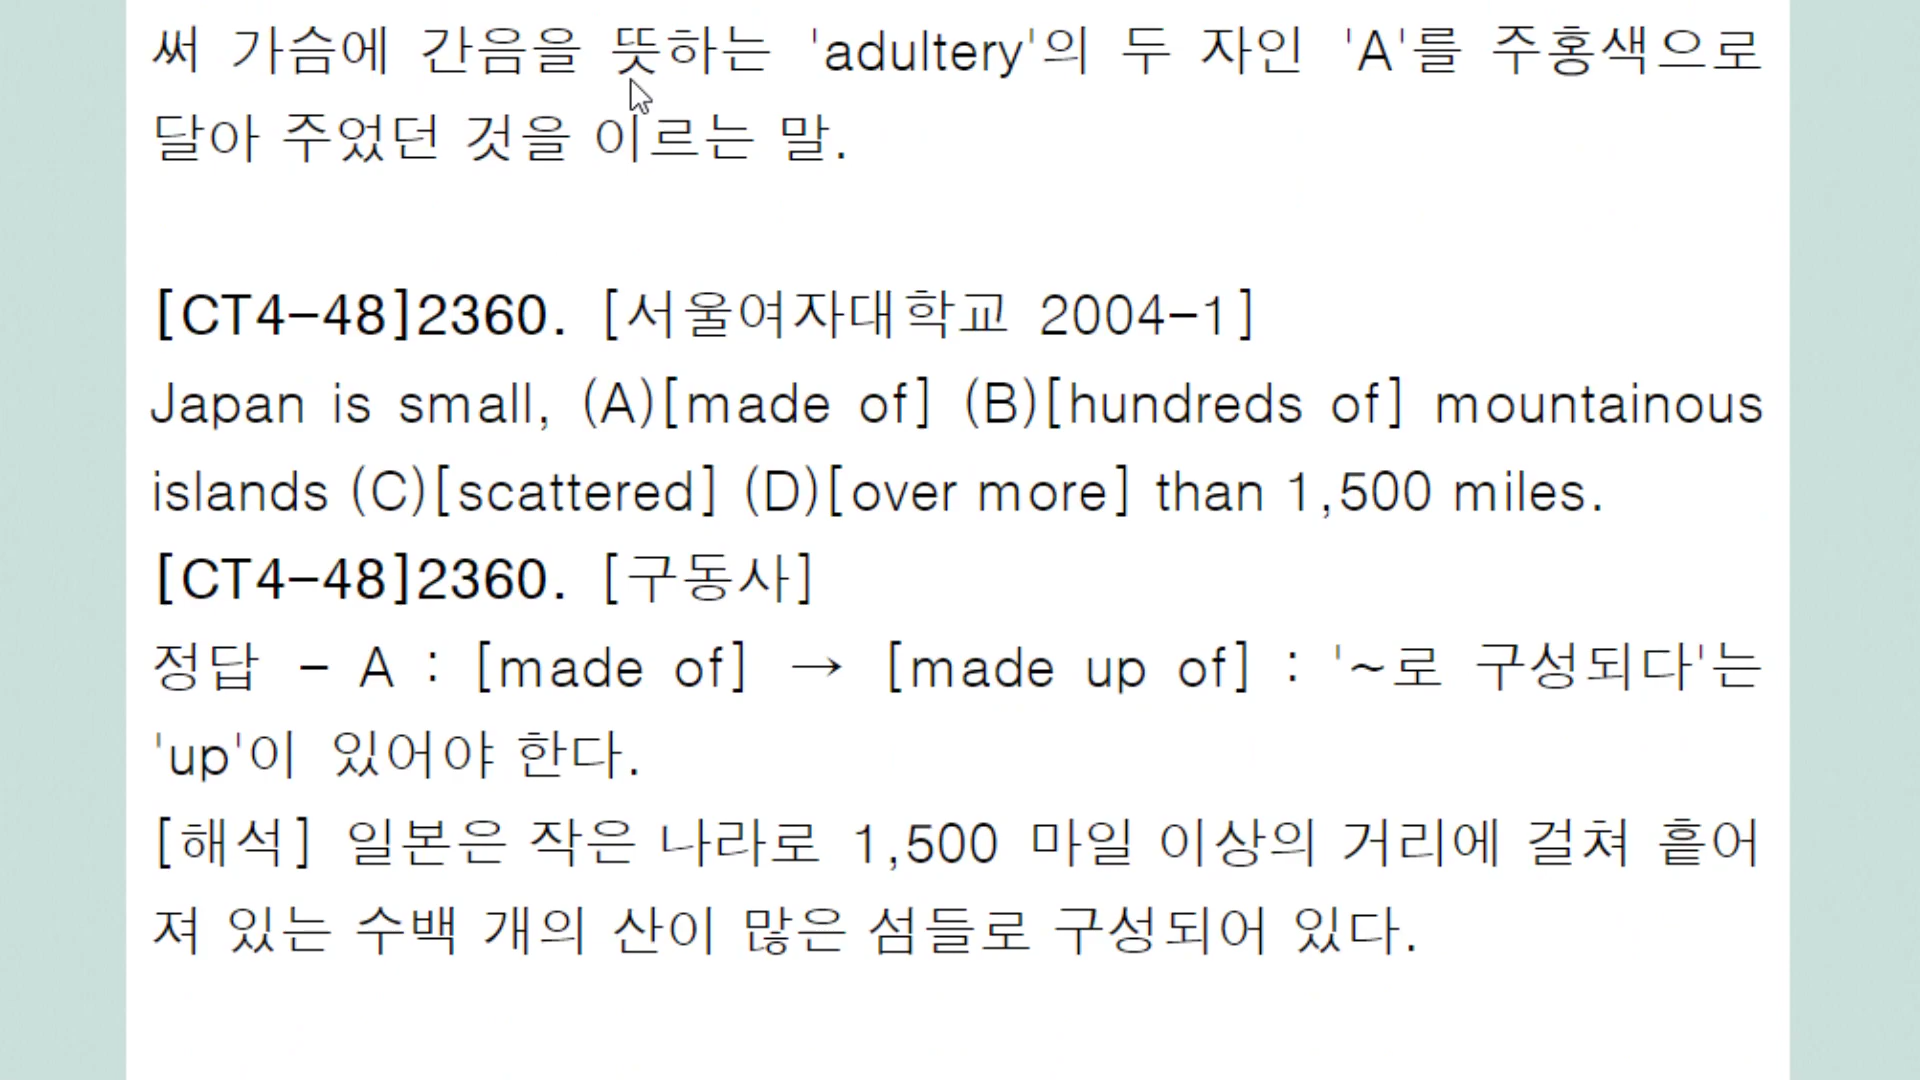 써 가슴에 간음을 뜻하는 'adultery'의 두 자인 'A'를 주홍색으로
달아 주었던 것을 이르는 말.
[CT4-48]2360. [서울여자대학교 2004-1]
Japan is small, (A)[made of] (B)[hundreds of] mountainous
islands (C)[scattered] (D)[over more] than 1,500 miles.
[CT4-48]2360. [구동사]
정답 - A : [made of] → [made up of] : '~로 구성되다'는
'up'이 있어야 한다.
[해석] 일본은 작은 나라로 1,500 마일 이상의 거리에 걸쳐 흩어
져 있는 수백 개의 산이 많은 섬들로 구성되어 있다.